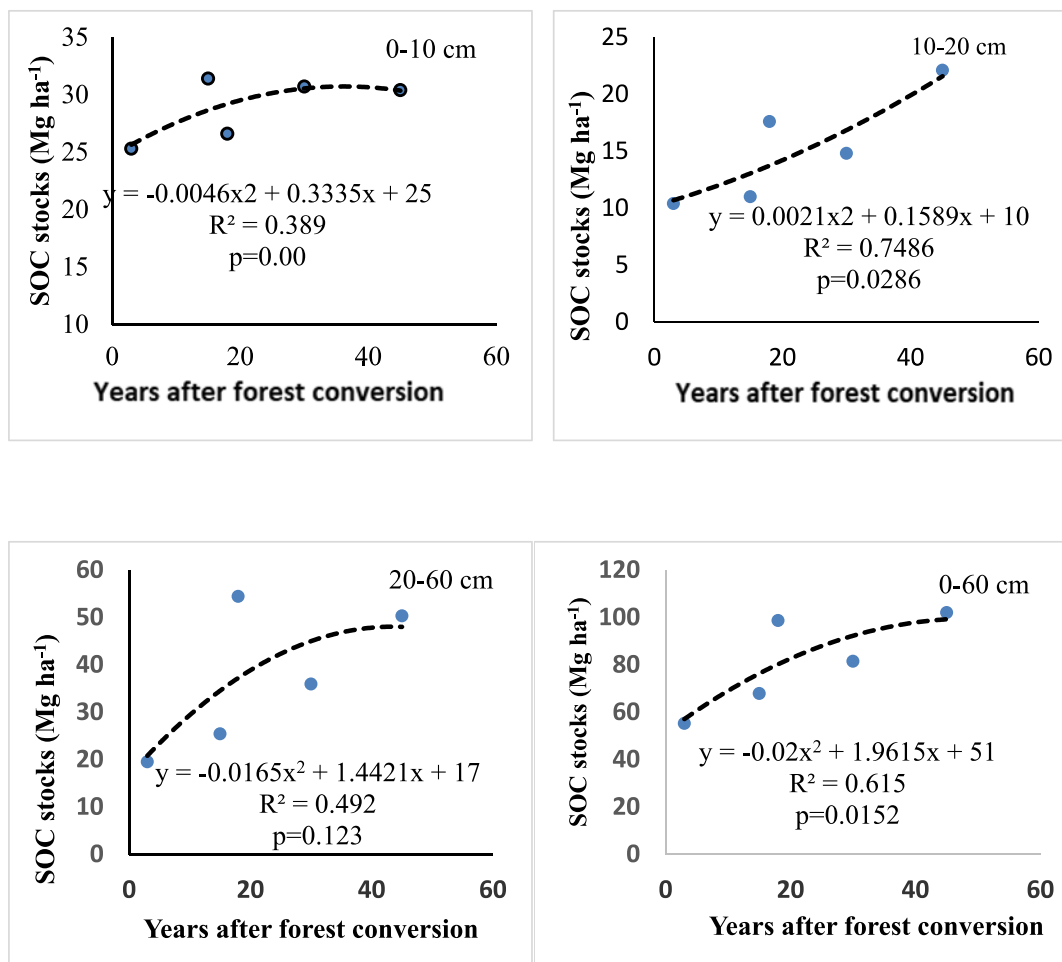 35
30
25
20
15
10
0
20
40
60
SOC stocks (Mg ha⁻¹)
0-10 cm
y = -0.0046x2 + 0.3335x + 25
R² = 0.389
p=0.00
Years after forest conversion
25
20
15
10
5
0
0
20
40
60
SOC stocks (Mg ha⁻¹)
10-20 cm
y = 0.0021x2 + 0.1589x + 10
R² = 0.7486
p=0.0286
Years after forest conversion
60
50
40
30
20
10
0
0
20
40
60
SOC stocks (Mg ha⁻¹)
20-60 cm
y = -0.0165x² + 1.4421x + 17
R² = 0.492
p=0.123
Years after forest conversion
120
100
80
60
40
20
0
0
20
40
60
SOC stocks (Mg ha⁻¹)
0-60 cm
y = -0.02x² + 1.9615x + 51
R² = 0.615
p=0.0152
Years after forest conversion